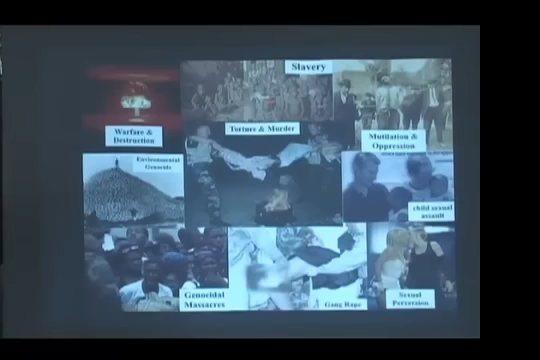 Slavery
Warfare &
Destruction
Torture & Murder
Mutilation &
Oppression
Environmental
Genocide
child sexual
assault
Genocidal
Massacres
Gang Rape
Sexual
Perversion